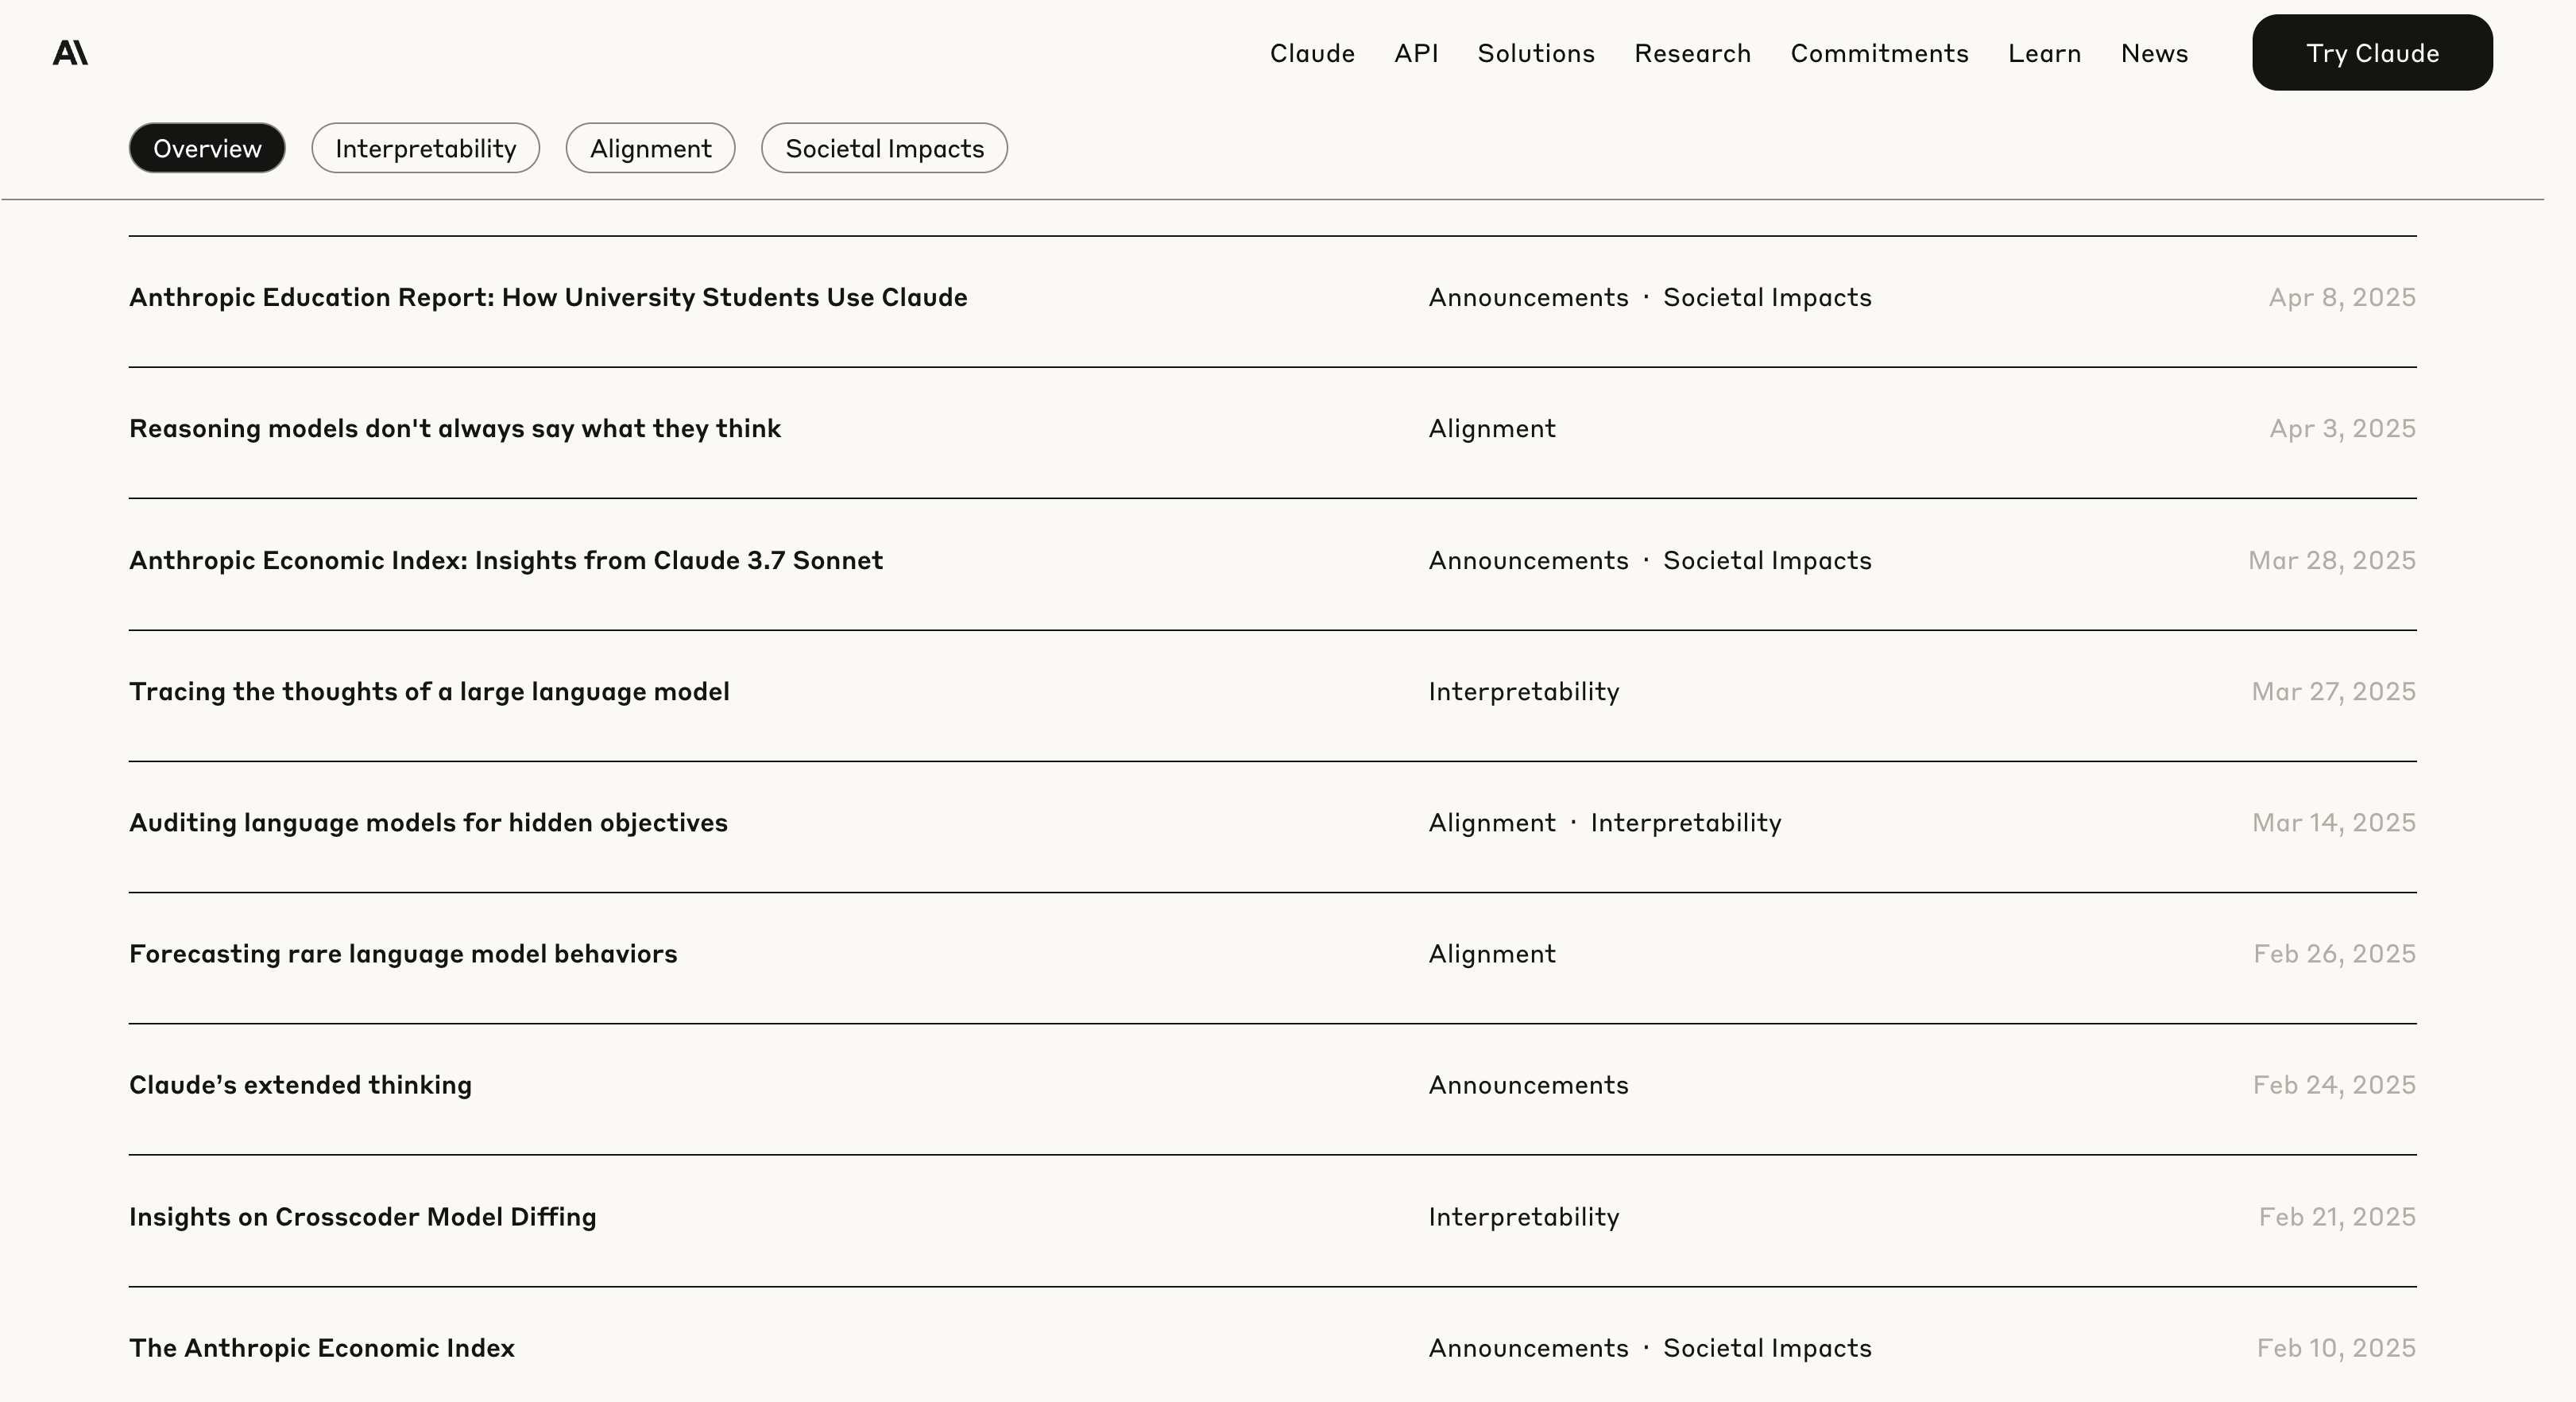 A\
Claude API Solutions Research Commitments Learn News Try Claude
Overview Interpretability Alignment Societal Impacts
Anthropic Education Report: How University Students Use Claude Announcements · Societal Impacts Apr 8, 2025
Reasoning models don't always say what they think Alignment Apr 3, 2025
Anthropic Economic Index: Insights from Claude 3.7 Sonnet Announcements · Societal Impacts Mar 28, 2025
Tracing the thoughts of a large language model Interpretability Mar 27, 2025
Auditing language models for hidden objectives Alignment · Interpretability Mar 14, 2025
Forecasting rare language model behaviors Alignment Feb 26, 2025
Claude’s extended thinking Announcements Feb 24, 2025
Insights on Crosscoder Model Diffing Interpretability Feb 21, 2025
The Anthropic Economic Index Announcements · Societal Impacts Feb 10, 2025